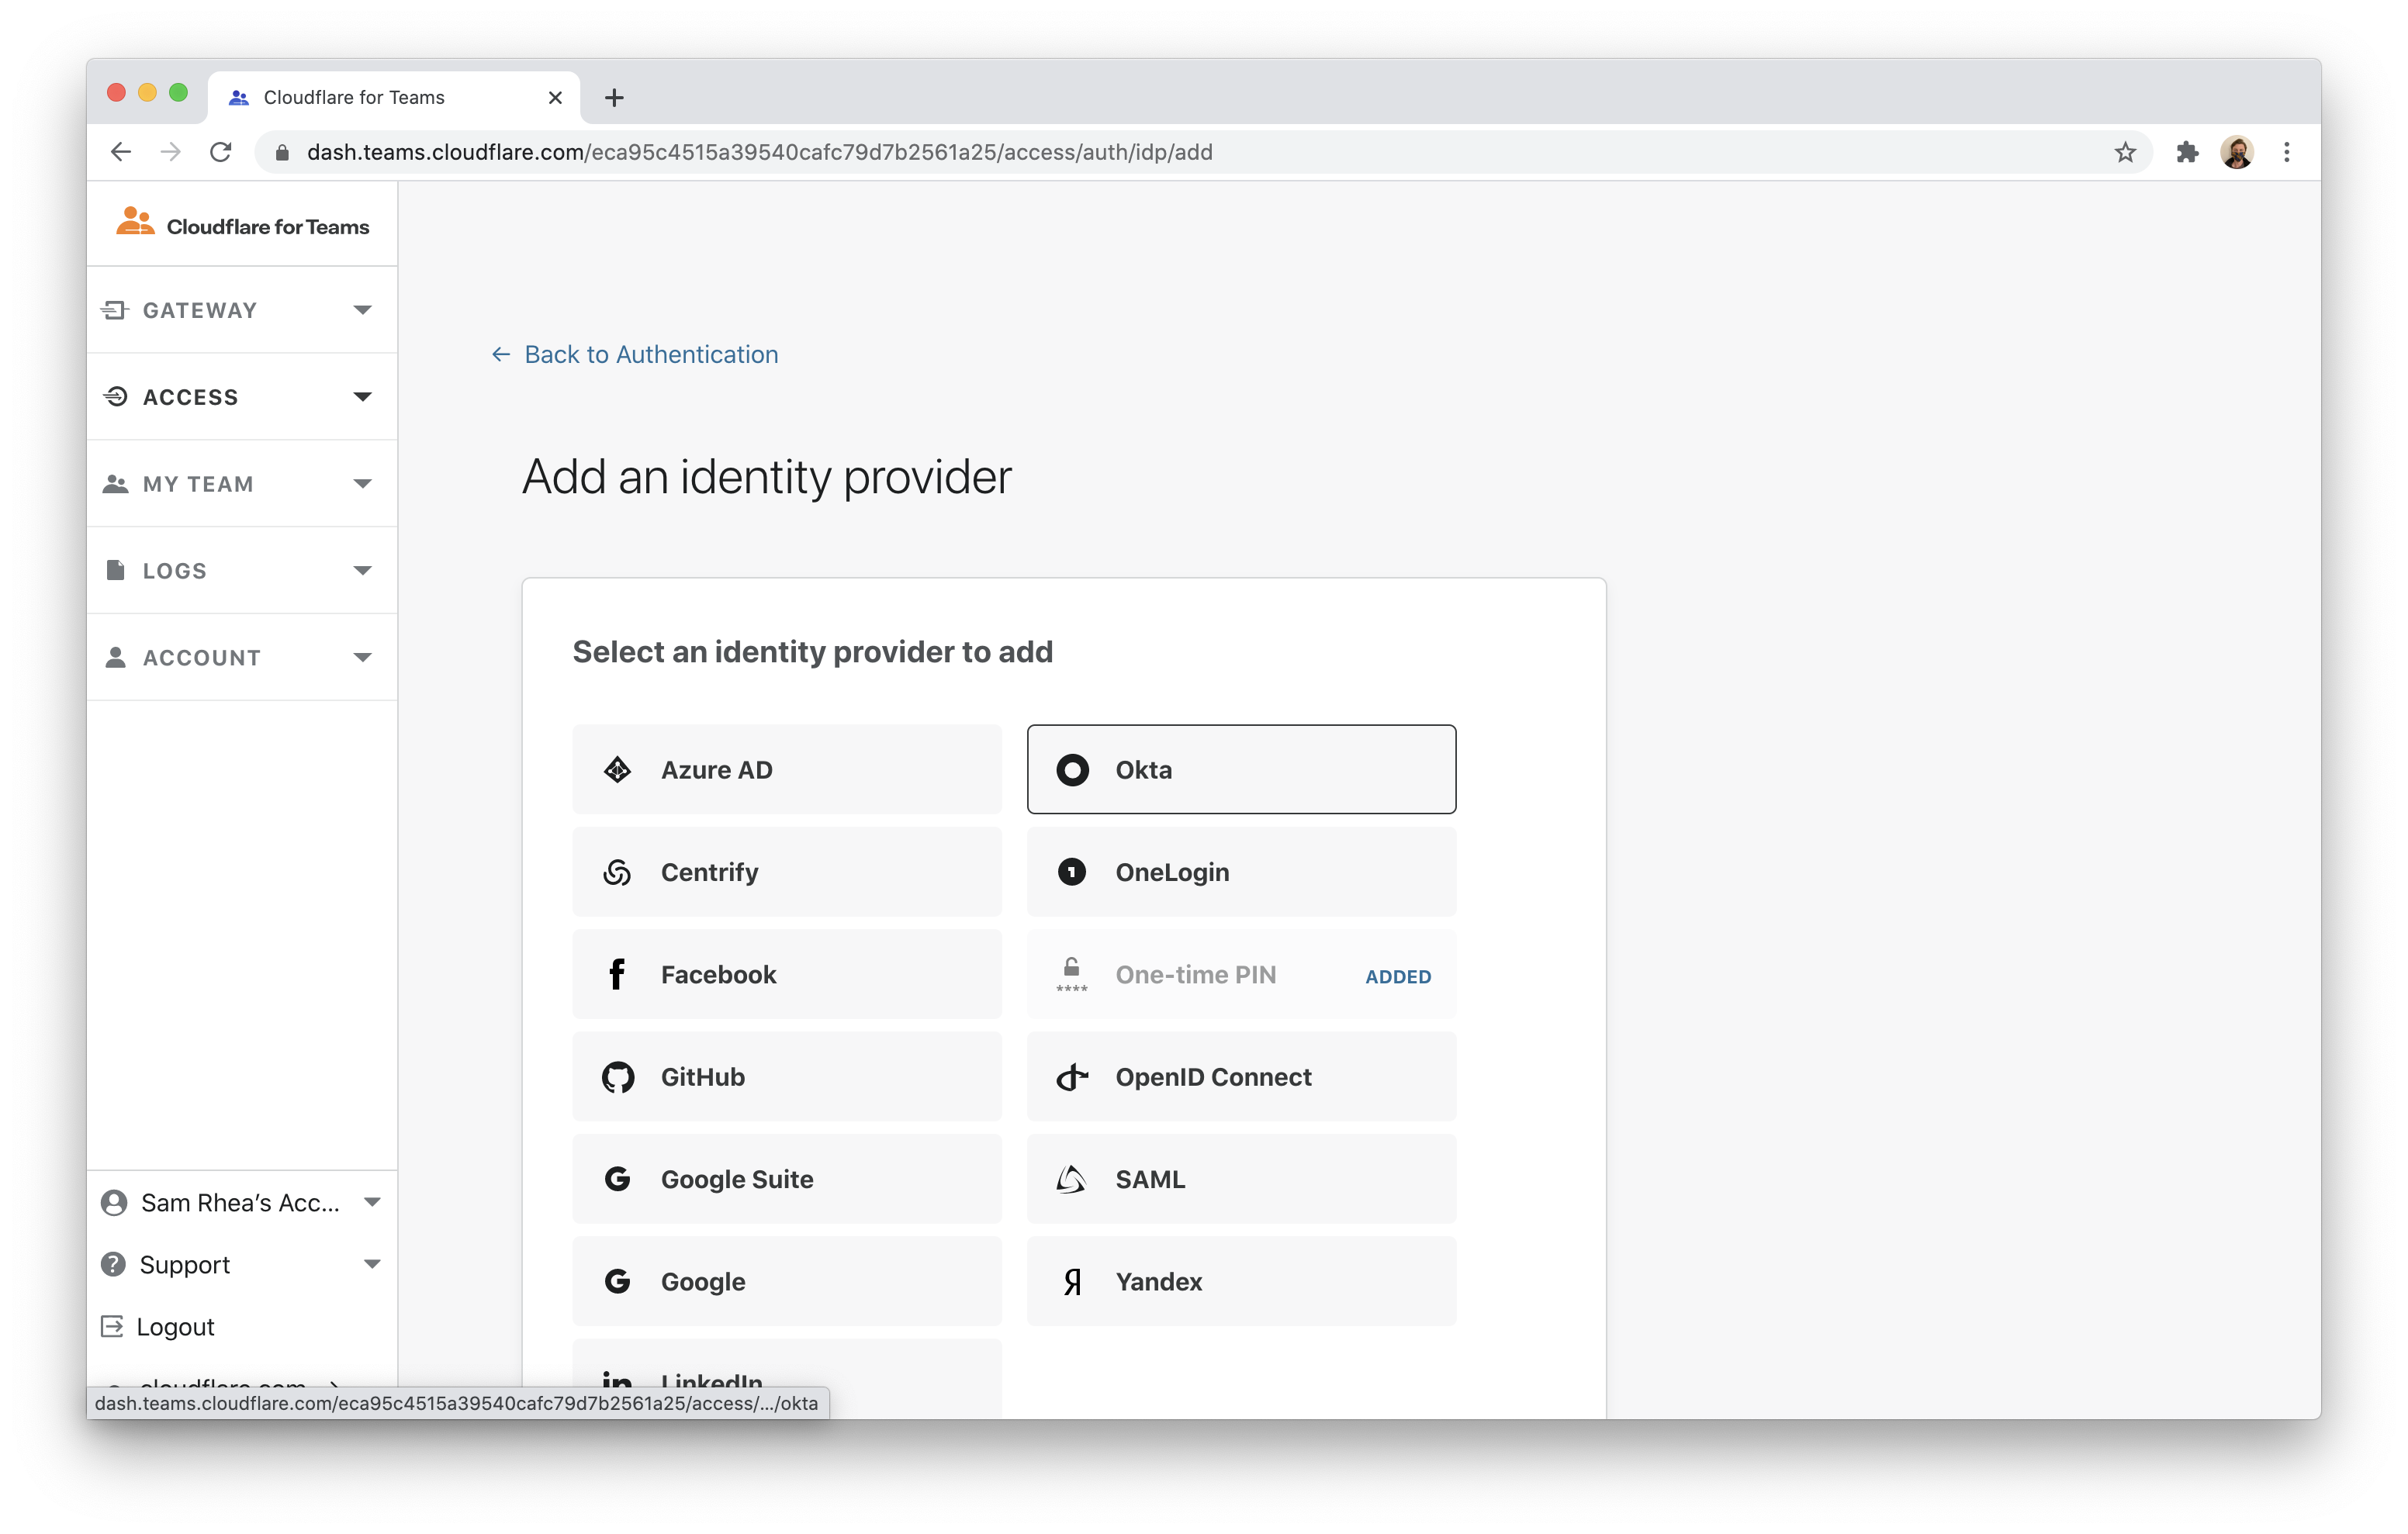 Cloudflare for Teams
dash.teams.cloudflare.com/eca95c4515a39540cafc79d7b2561a25/access/auth/idp/add
Cloudflare for Teams
GATEWAY
ACCESS
MY TEAM
LOGS
ACCOUNT
Sam Rhea’s Acc...
Support
Logout
cloudflare.com
dash.teams.cloudflare.com/eca95c4515a39540cafc79d7b2561a25/access/.../okta
← Back to Authentication
Add an identity provider
Select an identity provider to add
Azure AD
Okta
Centrify
OneLogin
Facebook
**** One-time PIN ADDED
GitHub
OpenID Connect
Google Suite
SAML
Google
Yandex
LinkedIn